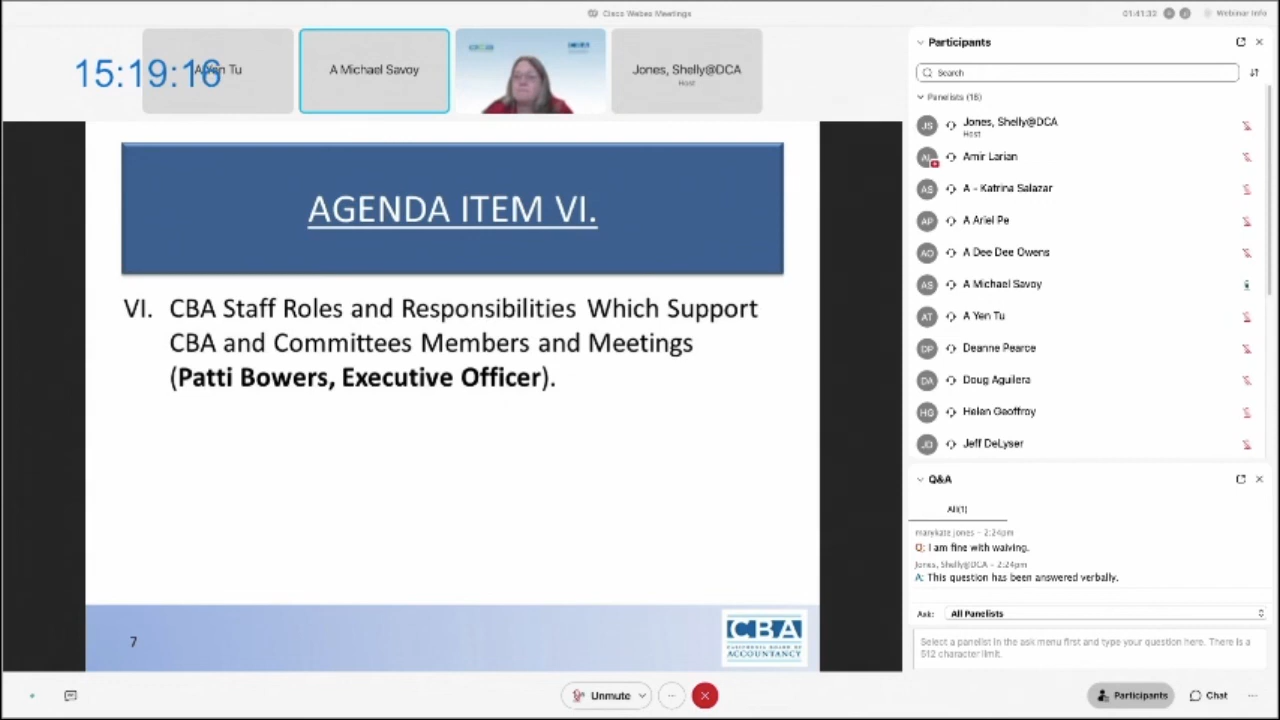 Cisco Webex Meetings
01:41:33
Webinar Info
15:19:16
A Yen Tu
A Michael Savoy
Jones, Shelly@DCA
Host
AGENDA ITEM VI.
VI. CBA Staff Roles and Responsibilities Which Support
CBA and Committees Members and Meetings
(Patti Bowers, Executive Officer).
7
CBA
CALIFORNIA BOARD OF
ACCOUNTANCY
Participants
Search
Panelists (16)
JS Jones, Shelly@DCA
Host
AL Amir Larian
AS A - Katrina Salazar
AP A Ariel Pe
AO A Dee Dee Owens
AS A Michael Savoy
AT A Yen Tu
DP Deanne Pearce
DA Doug Aguilera
HG Helen Geoffroy
JD Jeff DeLyser
Q&A
All(1)
marykate jones - 2:24pm
Q: I am fine with waiving.
Jones, Shelly@DCA - 2:24pm
A: This question has been answered verbally.
Ask: All Panelists
Select a panelist in the ask menu first and type your question here. There is a
512 character limit.
Unmute
Participants
Chat